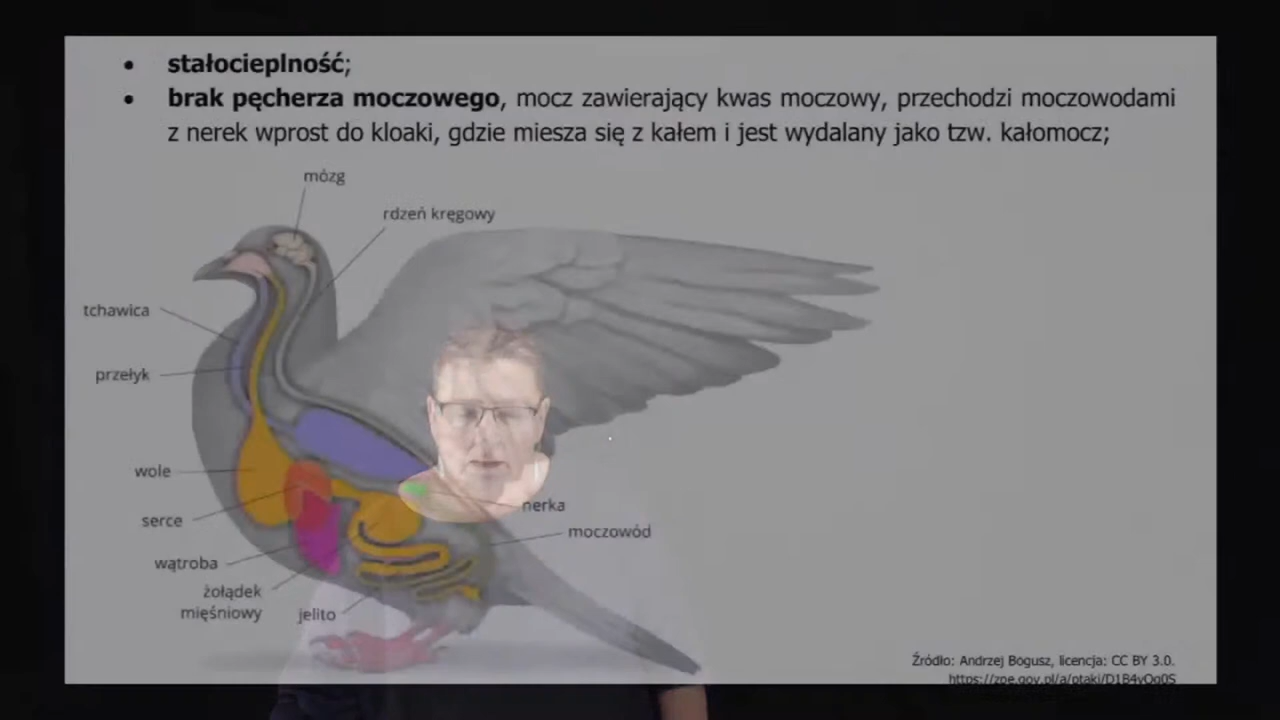 • stałocieplność;
• brak pęcherza moczowego, mocz zawierający kwas moczowy, przechodzi moczowodami
z nerek wprost do kloaki, gdzie miesza się z kałem i jest wydalany jako tzw. kałomocz;
mózg
rdzeń kręgowy
tchawica
przełyk
wole
serce
nerka
moczowód
wątroba
żołądek
mięśniowy
jelito
Źródło: Andrzej Bogusz, licencja: CC BY 3.0.